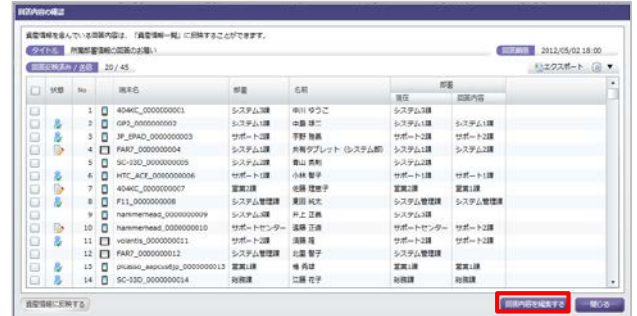 回答内容の確認
資産情報を含んでいる回答内容は、「資産情報一覧」に反映することができます。
タイトル 所属部署情報の回答のお願い 回答期限 2012/05/02 18:00
回答反映済み / 送信 20 / 45 エクスポート
状態 No 端末名 部署 名前 部署
現在 回答内容
1 404KC_0000000001 システム3課 中川 ゆうこ システム3課
2 GP2_0000000002 システム1課 中島 雄二 システム1課 システム1課
3 JP_EPAD_0000000003 サポート2課 宇野 雅義 サポート2課 サポート2課
4 FAR7_0000000004 システム1課 共有タブレット (システム部) システム1課 システム2課
5 SC-03D_0000000005 システム2課 青山 真則 システム2課
6 HTC_ACE_0000000006 サポート1課 小林 智子 サポート1課 サポート1課
7 404KC_0000000007 営業2課 佐藤 理恵子 営業2課 営業1課
8 F11_0000000008 システム管理課 東田 純太 システム管理課 システム管理課
9 hammerhead_0000000009 システム3課 井上 正典 システム3課
10 hammerhead_0000000010 サポートセンター 遠藤 正直 サポートセンター サポート2課
11 volantis_0000000011 サポート2課 須藤 隆 サポート2課 サポート2課
12 FAR7_0000000012 システム管理課 北里 智子 システム管理課
13 picasso_aepcvs6jp_0000000013 営業1課 椿 秀雄 営業1課 営業1課
14 SC-03D_0000000014 総務課 江藤 花子 総務課 総務課
資産情報に反映する 回答内容を編集する 閉じる